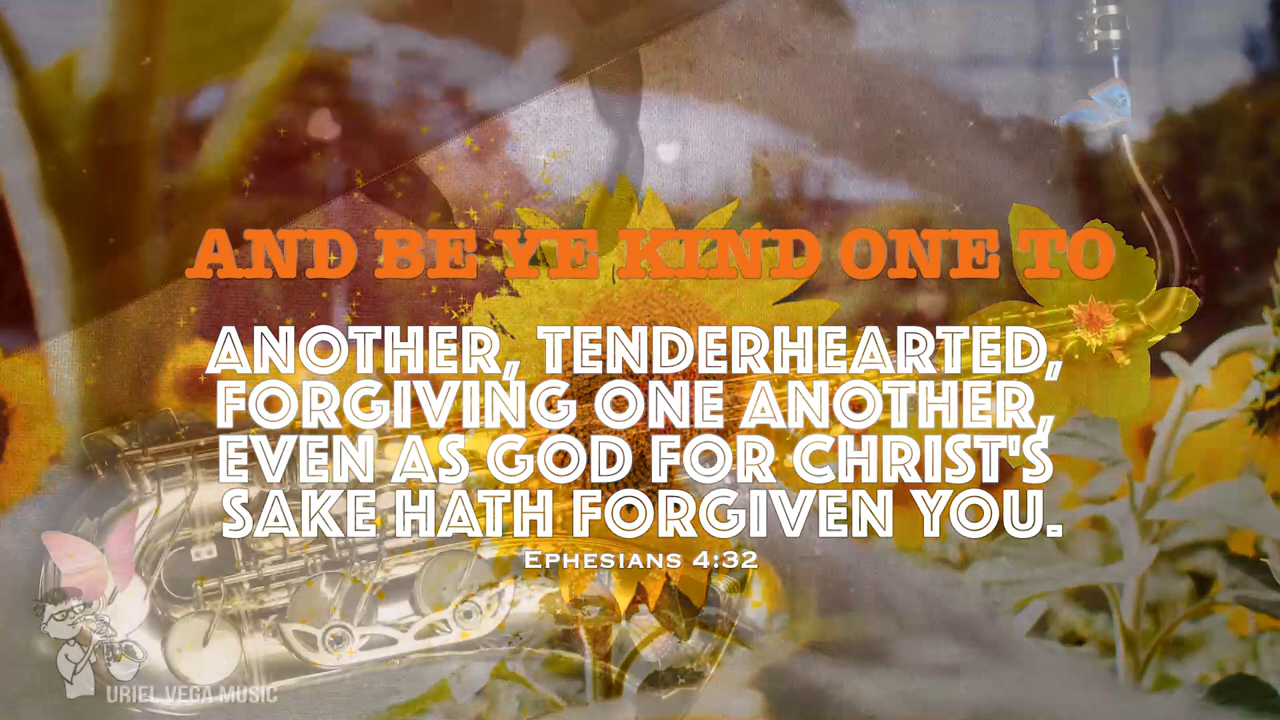 AND BE YE KIND ONE TO
ANOTHER, TENDERHEARTED,
FORGIVING ONE ANOTHER,
EVEN AS GOD FOR CHRIST'S
SAKE HATH FORGIVEN YOU.
EPHESIANS 4:32
URIEL VEGA MUSIC